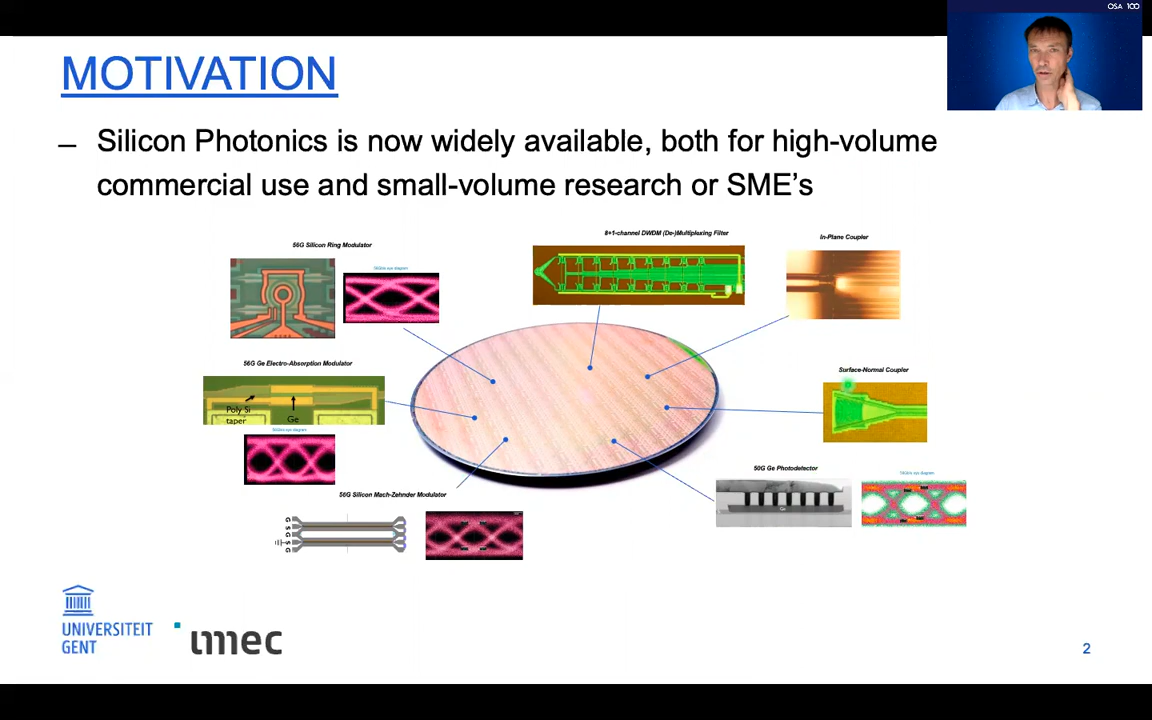 OSA 100
MOTIVATION
– Silicon Photonics is now widely available, both for high-volume
commercial use and small-volume research or SME’s
56G Silicon Ring Modulator
8+1-channel DWDM (De-)Multiplexing Filter
In-Plane Coupler
56G Ge Electro-Absorption Modulator
Poly Si
taper
Ge
Surface-Normal Coupler
56G Silicon Mach-Zehnder Modulator
G
S
G
S
G
50G Ge Photodetector
Ge
UNIVERSITEIT
GENT
imec
2